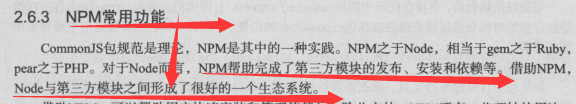 2.6.3 NPM常用功能
CommonJS包规范是理论，NPM是其中的一种实践。NPM之于Node，相当于gem之于Ruby，
pear之于PHP。对于Node而言，NPM帮助完成了第三方模块的发布、安装和依赖等。借助NPM，
Node与第三方模块之间形成了很好的一个生态系统。